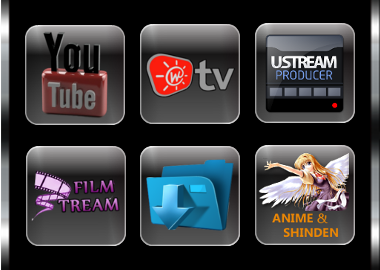 You
Tube
w tv
USTREAM
PRODUCER
FILM
STREAM
ANIME &
SHINDEN